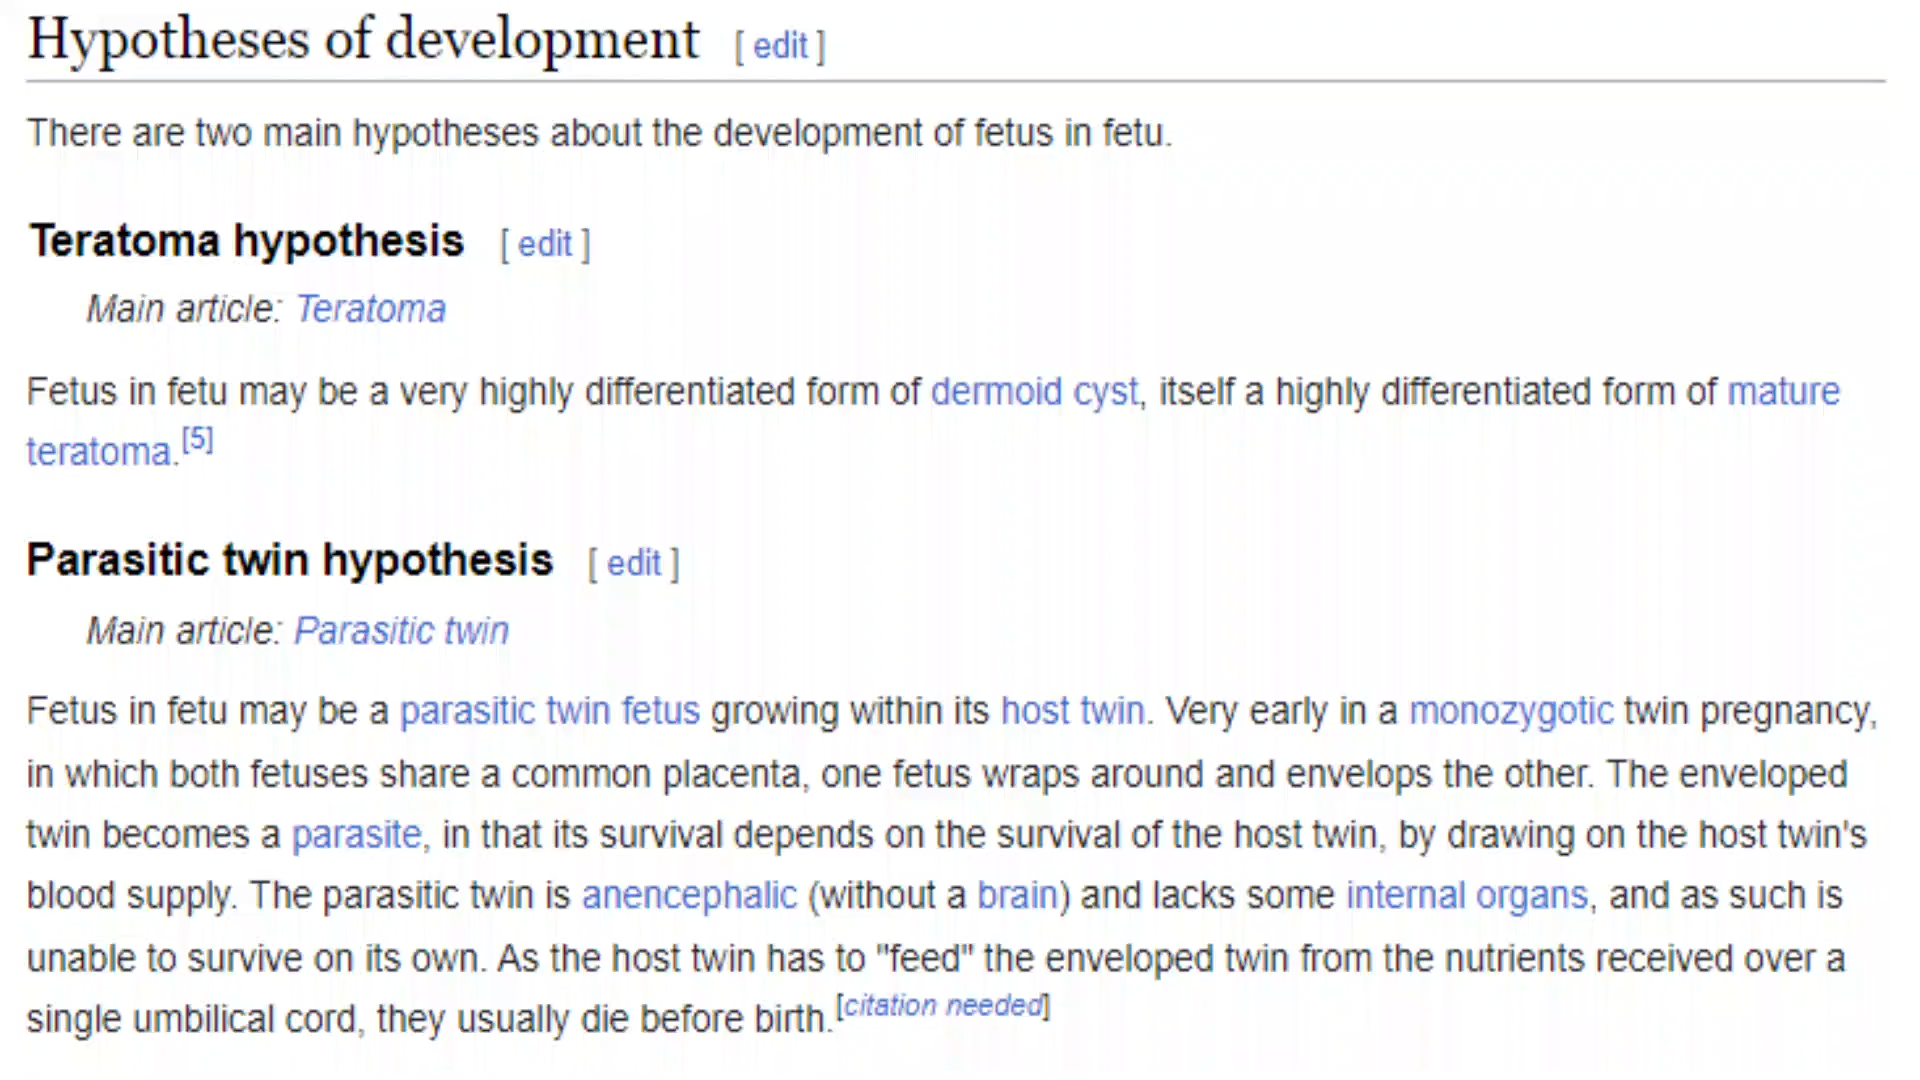 Hypotheses of development [ edit ]
There are two main hypotheses about the development of fetus in fetu.
Teratoma hypothesis [ edit ]
Main article: Teratoma
Fetus in fetu may be a very highly differentiated form of dermoid cyst, itself a highly differentiated form of mature
teratoma.[5]
Parasitic twin hypothesis [ edit ]
Main article: Parasitic twin
Fetus in fetu may be a parasitic twin fetus growing within its host twin. Very early in a monozygotic twin pregnancy,
in which both fetuses share a common placenta, one fetus wraps around and envelops the other. The enveloped
twin becomes a parasite, in that its survival depends on the survival of the host twin, by drawing on the host twin's
blood supply. The parasitic twin is anencephalic (without a brain) and lacks some internal organs, and as such is
unable to survive on its own. As the host twin has to "feed" the enveloped twin from the nutrients received over a
single umbilical cord, they usually die before birth.[citation needed]